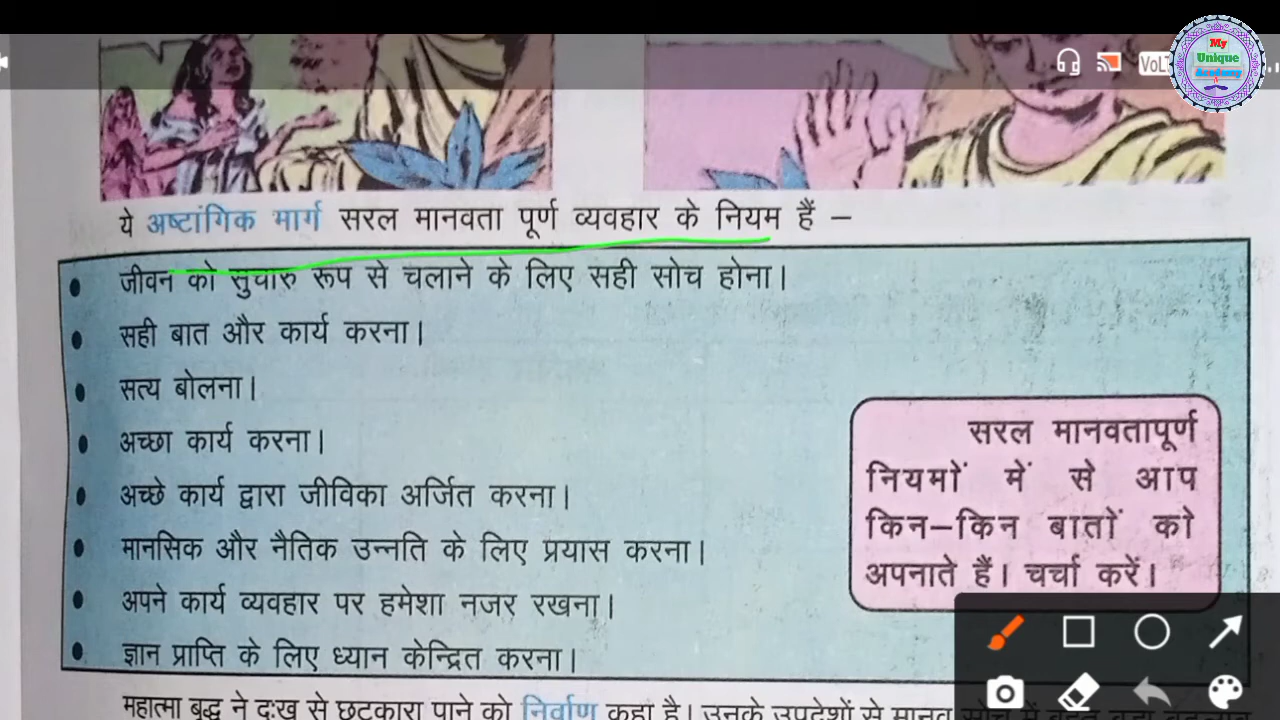 My
Unique
Academy
ये अष्टांगिक मार्ग सरल मानवता पूर्ण व्यवहार के नियम हैं –
जीवन को सुचारु रूप से चलाने के लिए सही सोच होना।
सही बात और कार्य करना।
सत्य बोलना।
अच्छा कार्य करना।
अच्छे कार्य द्वारा जीविका अर्जित करना।
मानसिक और नैतिक उन्नति के लिए प्रयास करना।
अपने कार्य व्यवहार पर हमेशा नजर रखना।
ज्ञान प्राप्ति के लिए ध्यान केन्द्रित करना।
सरल मानवतापूर्ण
नियमों में से आप
किन–किन बातों को
अपनाते हैं। चर्चा करें।
महात्मा बुद्ध ने दुःख से छुटकारा पाने को निर्वाण कहा है। उनके उपदेशों से मानव